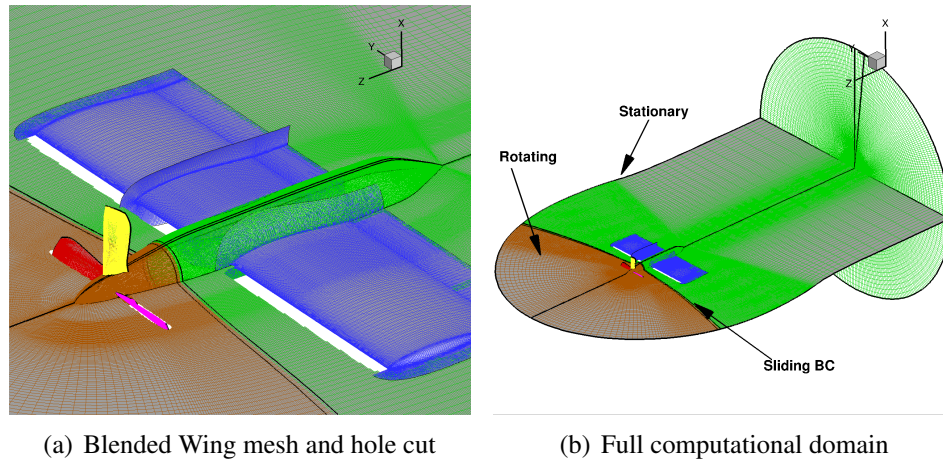 X
Y
Z
X
Y
Z
Stationary
Rotating
Sliding BC
(a) Blended Wing mesh and hole cut
(b) Full computational domain